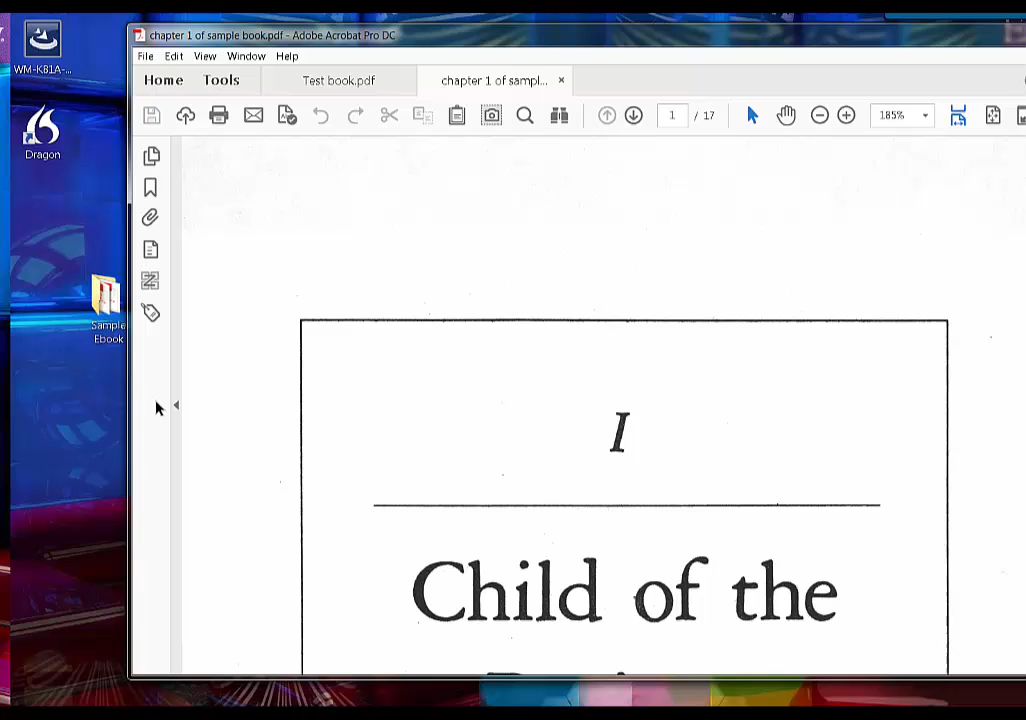 chapter 1 of sample book.pdf - Adobe Acrobat Pro DC
File Edit View Window Help
Home Tools Test book.pdf chapter 1 of sampl... ×
1 / 17 185%
WM-KB1A-...
Dragon
Sample
Ebook
I
Child of the